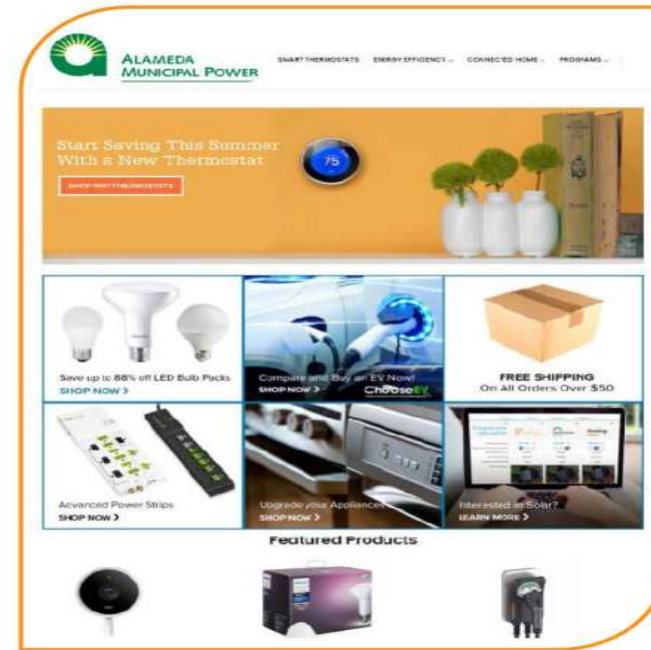 ALAMEDA
MUNICIPAL POWER
SMART THERMOSTATS ENERGY EFFICIENCY CONNECTED HOME PROGRAMS
Start Saving This Summer
With a New Thermostat
75
Save up to 88% off LED Bulb Packs
SHOP NOW >
Compare and Buy an EV Now!
SHOP NOW >
ChooseEV
FREE SHIPPING
On All Orders Over $50
Advanced Power Strips
SHOP NOW >
Upgrade your Appliances
SHOP NOW >
Interested in Solar?
LEARN MORE >
Featured Products